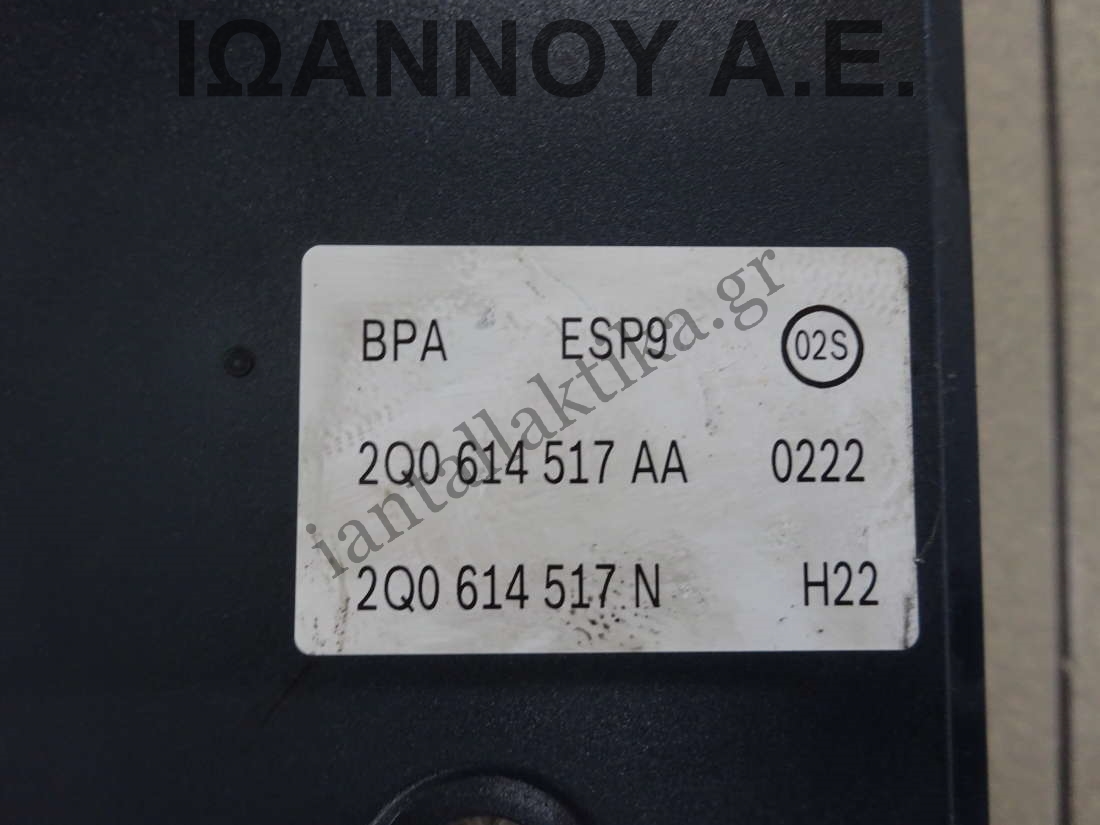 ΙΩΑΝΝΟΥ Α.Ε.
BPA ESP9 02S
2Q0 614 517 AA 0222
2Q0 614 517 N H22
iantallaktika.gr